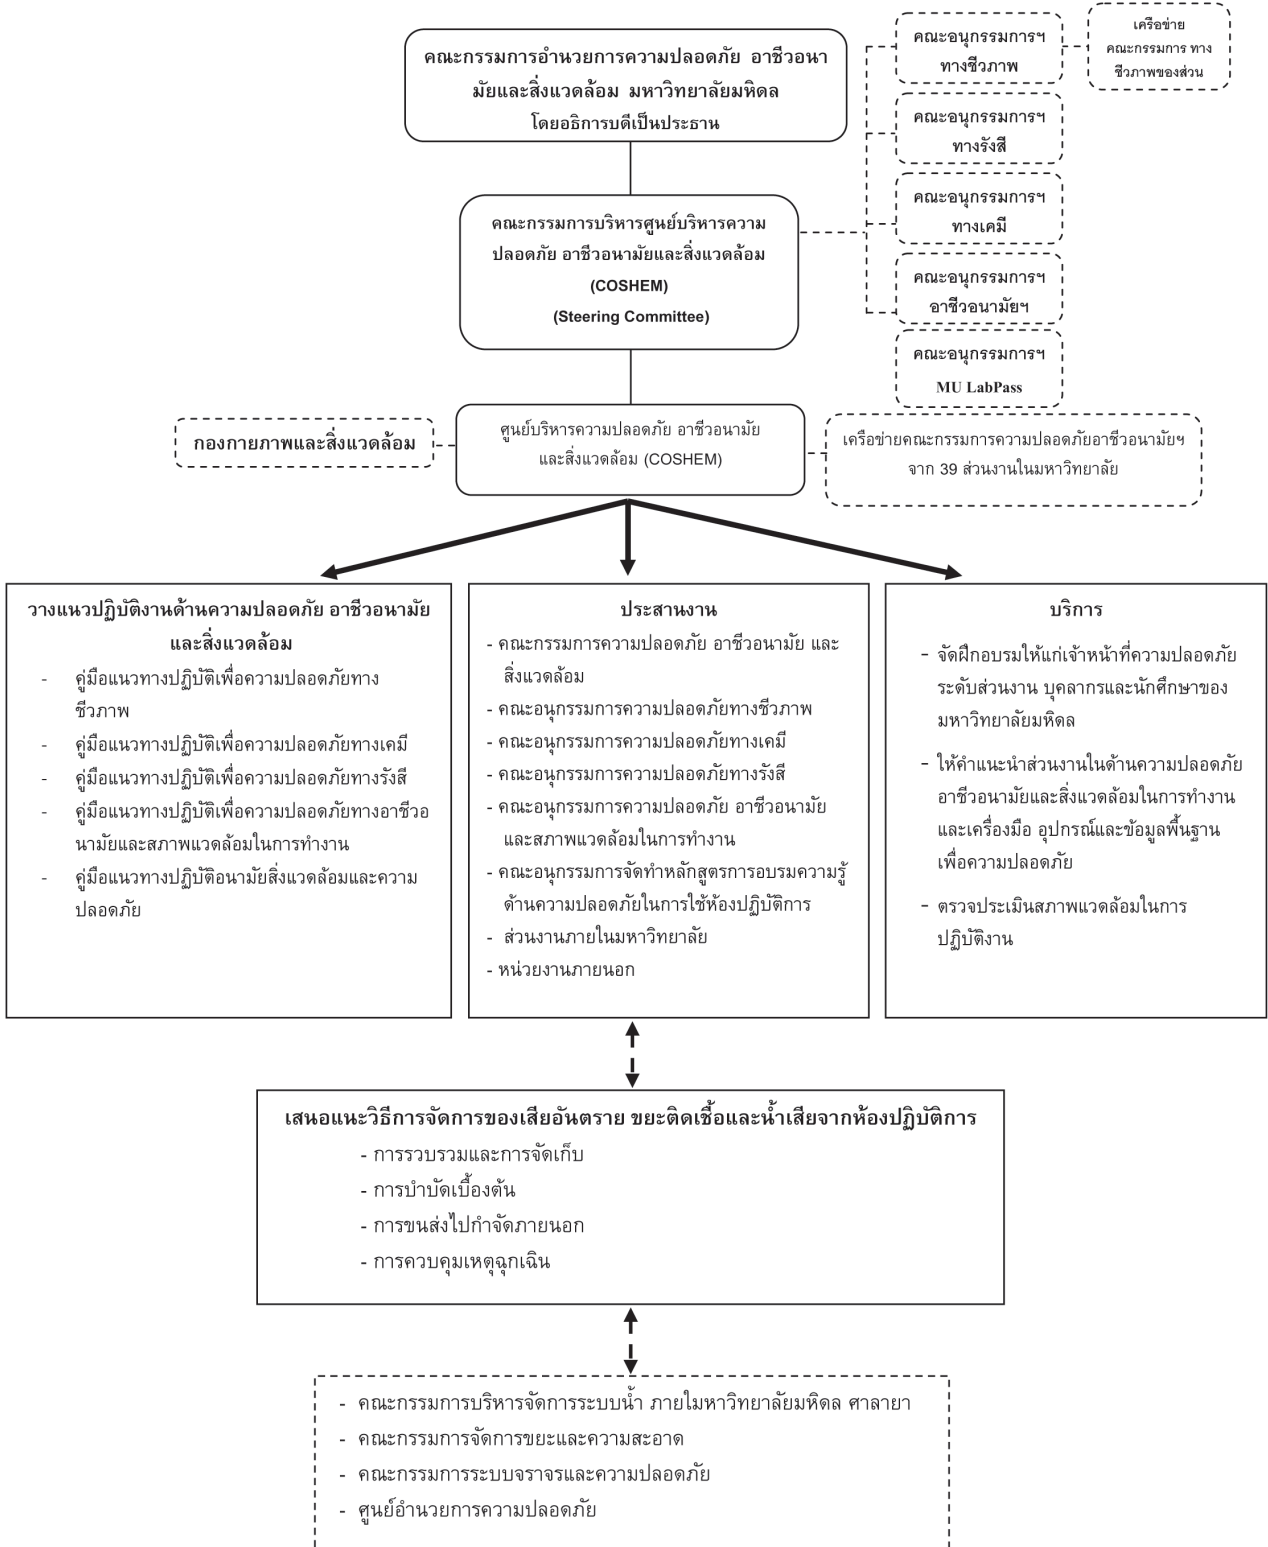 คณะกรรมการอำนวยการความปลอดภัย อาชีวอนา
มัยและสิ่งแวดล้อม มหาวิทยาลัยมหิดล
โดยอธิการบดีเป็นประธาน
คณะอนุกรรมการฯ
ทางชีวภาพ
เครือข่าย
คณะกรรมการ ทาง
ชีวภาพของส่วน
คณะอนุกรรมการฯ
ทางรังสี
คณะอนุกรรมการฯ
ทางเคมี
คณะอนุกรรมการฯ
อาชีวอนามัยฯ
คณะอนุกรรมการฯ
MU LabPass
คณะกรรมการบริหารศูนย์บริหารความ
ปลอดภัย อาชีวอนามัยและสิ่งแวดล้อม
(COSHEM)
(Steering Committee)
กองกายภาพและสิ่งแวดล้อม
ศูนย์บริหารความปลอดภัย อาชีวอนามัย
และสิ่งแวดล้อม (COSHEM)
เครือข่ายคณะกรรมการความปลอดภัยอาชีวอนามัยฯ
จาก 39 ส่วนงานในมหาวิทยาลัย
วางแนวปฏิบัติงานด้านความปลอดภัย อาชีวอนามัย
และสิ่งแวดล้อม
- คู่มือแนวทางปฏิบัติเพื่อความปลอดภัยทาง
ชีวภาพ
- คู่มือแนวทางปฏิบัติเพื่อความปลอดภัยทางเคมี
- คู่มือแนวทางปฏิบัติเพื่อความปลอดภัยทางรังสี
- คู่มือแนวทางปฏิบัติเพื่อความปลอดภัยทางอาชีวอ
นามัยและสภาพแวดล้อมในการทำงาน
- คู่มือแนวทางปฏิบัติอนามัยสิ่งแวดล้อมและความ
ปลอดภัย
ประสานงาน
- คณะกรรมการความปลอดภัย อาชีวอนามัย และ
สิ่งแวดล้อม
- คณะอนุกรรมการความปลอดภัยทางชีวภาพ
- คณะอนุกรรมการความปลอดภัยทางเคมี
- คณะอนุกรรมการความปลอดภัยทางรังสี
- คณะอนุกรรมการความปลอดภัย อาชีวอนามัย
และสภาพแวดล้อมในการทำงาน
- คณะอนุกรรมการจัดทำหลักสูตรการอบรมความรู้
ด้านความปลอดภัยในการใช้ห้องปฏิบัติการ
- ส่วนงานภายในมหาวิทยาลัย
- หน่วยงานภายนอก
บริการ
- จัดฝึกอบรมให้แก่เจ้าหน้าที่ความปลอดภัย
ระดับส่วนงาน บุคลากรและนักศึกษาของ
มหาวิทยาลัยมหิดล
- ให้คำแนะนำส่วนงานในด้านความปลอดภัย
อาชีวอนามัยและสิ่งแวดล้อมในการทำงาน
และเครื่องมือ อุปกรณ์และข้อมูลพื้นฐาน
เพื่อความปลอดภัย
- ตรวจประเมินสภาพแวดล้อมในการ
ปฏิบัติงาน
เสนอแนะวิธีการจัดการของเสียอันตราย ขยะติดเชื้อและน้ำเสียจากห้องปฏิบัติการ
- การรวบรวมและการจัดเก็บ
- การบำบัดเบื้องต้น
- การขนส่งไปกำจัดภายนอก
- การควบคุมเหตุฉุกเฉิน
- คณะกรรมการบริหารจัดการระบบน้ำ ภายใมหาวิทยาลัยมหิดล ศาลายา
- คณะกรรมการจัดการขยะและความสะอาด
- คณะกรรมการระบบจราจรและความปลอดภัย
- ศูนย์อำนวยการความปลอดภัย